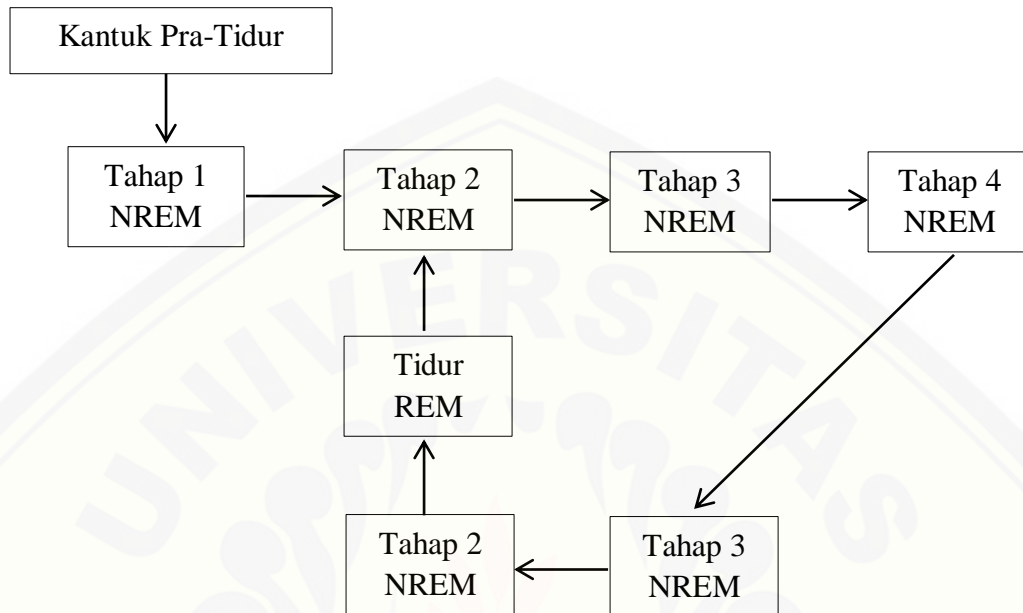 Kantuk Pra-Tidur
Tahap 1
NREM
Tahap 2
NREM
Tahap 3
NREM
Tahap 4
NREM
Tidur
REM
Tahap 2
NREM
Tahap 3
NREM
UNIVERSITAS